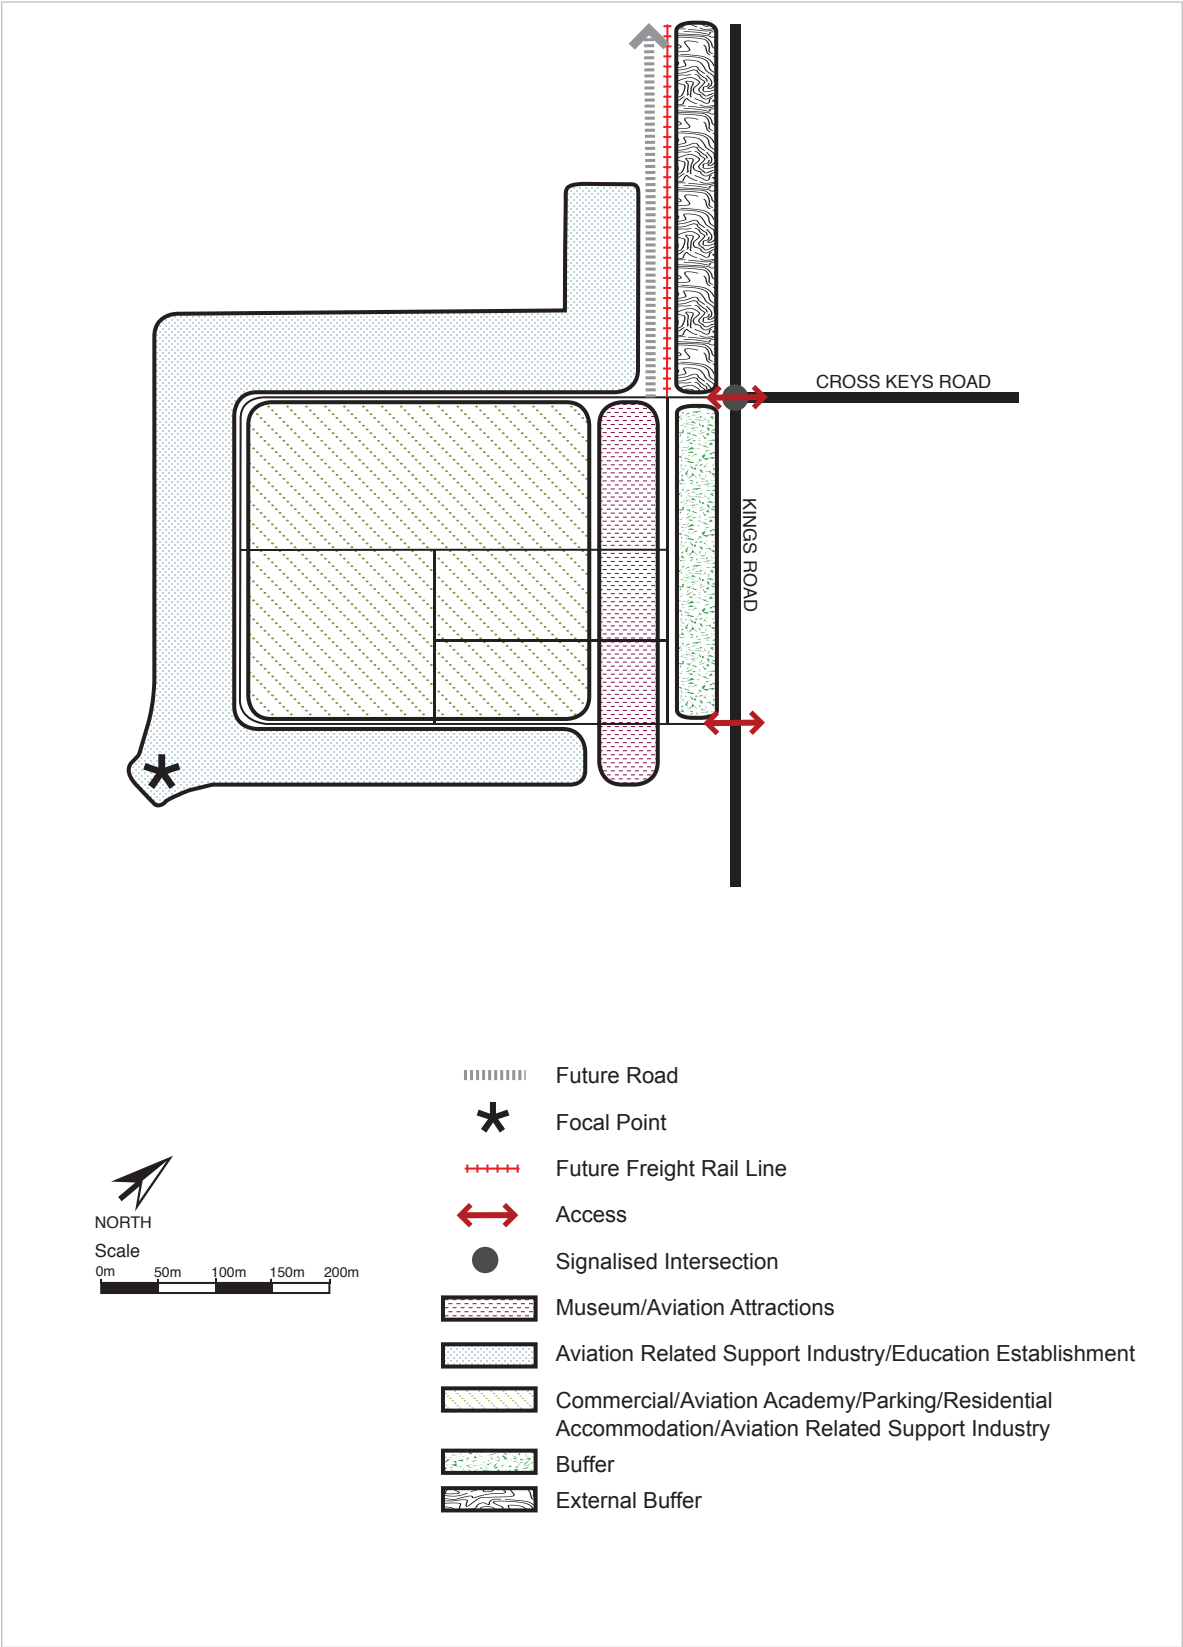 CROSS KEYS ROAD
KINGS ROAD
Future Road
Focal Point
Future Freight Rail Line
Access
Signalised Intersection
Museum/Aviation Attractions
Aviation Related Support Industry/Education Establishment
Commercial/Aviation Academy/Parking/Residential
Accommodation/Aviation Related Support Industry
Buffer
External Buffer
NORTH
Scale
0m 50m 100m 150m 200m